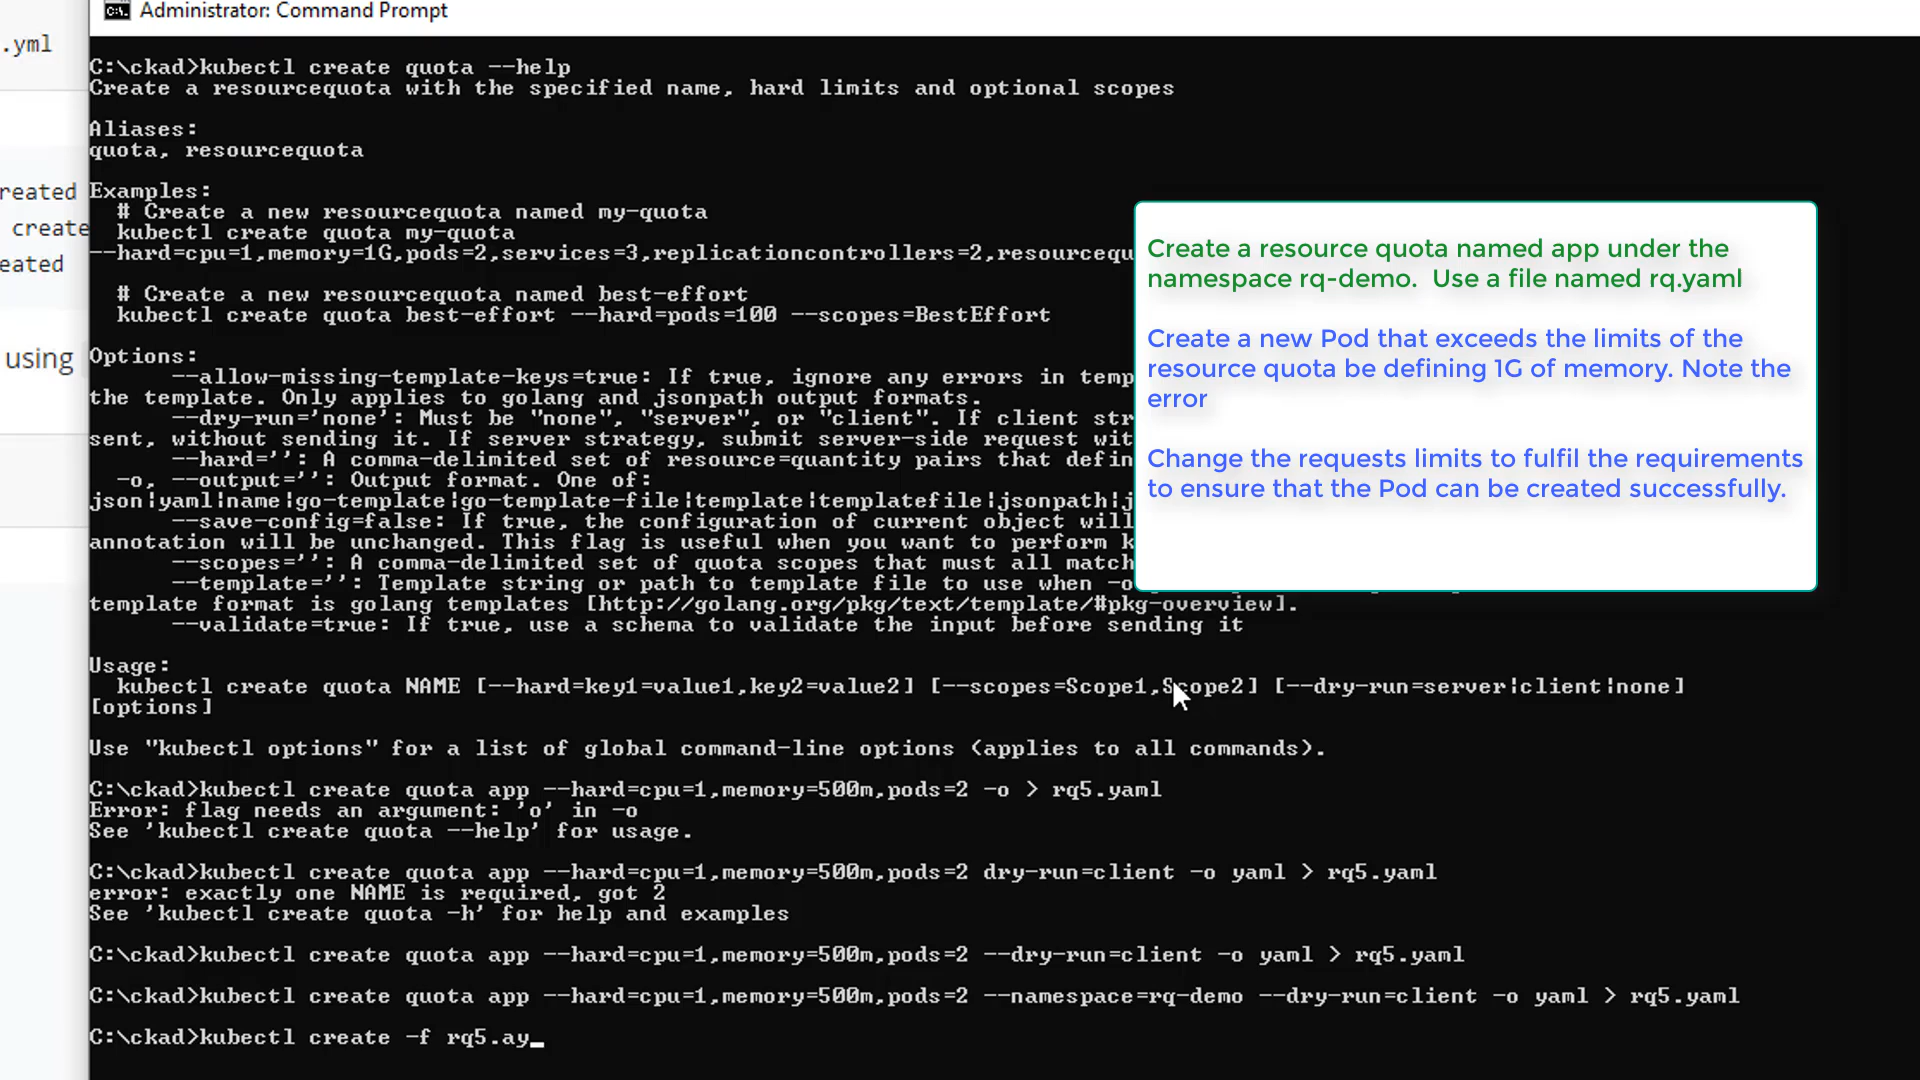 Administrator: Command Prompt
.yml
reated
create
eated
using
C:\ckad>kubectl create quota --help
Create a resourcequota with the specified name, hard limits and optional scopes
Aliases:
quota, resourcequota
Examples:
# Create a new resourcequota named my-quota
kubectl create quota my-quota
--hard=cpu=1,memory=1G,pods=2,services=3,replicationcontrollers=2,resourcequ
# Create a new resourcequota named best-effort
kubectl create quota best-effort --hard=pods=100 --scopes=BestEffort
Options:
--allow-missing-template-keys=true: If true, ignore any errors in temp
the template. Only applies to golang and jsonpath output formats.
--dry-run='none': Must be "none", "server", or "client". If client str
sent, without sending it. If server strategy, submit server-side request wit
--hard='': A comma-delimited set of resource=quantity pairs that defin
-o, --output='': Output format. One of:
json|yaml|name|go-template|go-template-file|template|templatefile|jsonpath|j
--save-config=false: If true, the configuration of current object will
annotation will be unchanged. This flag is useful when you want to perform k
--scopes='': A comma-delimited set of quota scopes that must all match
--template='': Template string or path to template file to use when -o
template format is golang templates [http://golang.org/pkg/text/template/#pkg-overview].
--validate=true: If true, use a schema to validate the input before sending it
Usage:
kubectl create quota NAME [--hard=key1=value1,key2=value2] [--scopes=Scope1,Scope2] [--dry-run=server|client|none]
[options]
Use "kubectl options" for a list of global command-line options (applies to all commands).
C:\ckad>kubectl create quota app --hard=cpu=1,memory=500m,pods=2 -o > rq5.yaml
Error: flag needs an argument: 'o' in -o
See 'kubectl create quota --help' for usage.
C:\ckad>kubectl create quota app --hard=cpu=1,memory=500m,pods=2 dry-run=client -o yaml > rq5.yaml
error: exactly one NAME is required, got 2
See 'kubectl create quota -h' for help and examples
C:\ckad>kubectl create quota app --hard=cpu=1,memory=500m,pods=2 --dry-run=client -o yaml > rq5.yaml
C:\ckad>kubectl create quota app --hard=cpu=1,memory=500m,pods=2 --namespace=rq-demo --dry-run=client -o yaml > rq5.yaml
C:\ckad>kubectl create -f rq5.ay_
Create a resource quota named app under the
namespace rq-demo. Use a file named rq.yaml
Create a new Pod that exceeds the limits of the
resource quota be defining 1G of memory. Note the
error
Change the requests limits to fulfil the requirements
to ensure that the Pod can be created successfully.